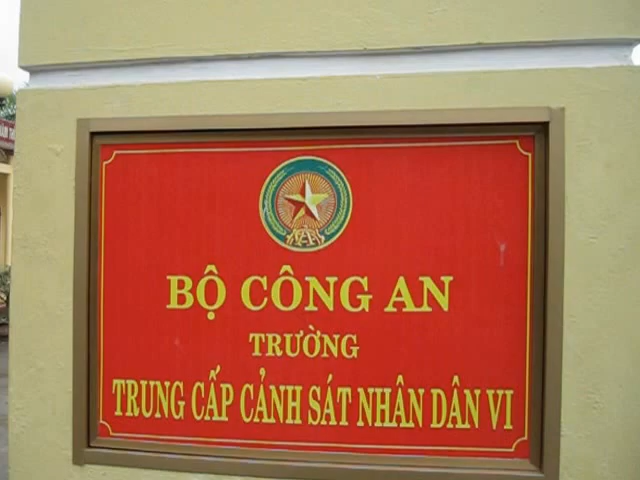 BỘ CÔNG AN
TRƯỜNG
TRUNG CẤP CẢNH SÁT NHÂN DÂN VI